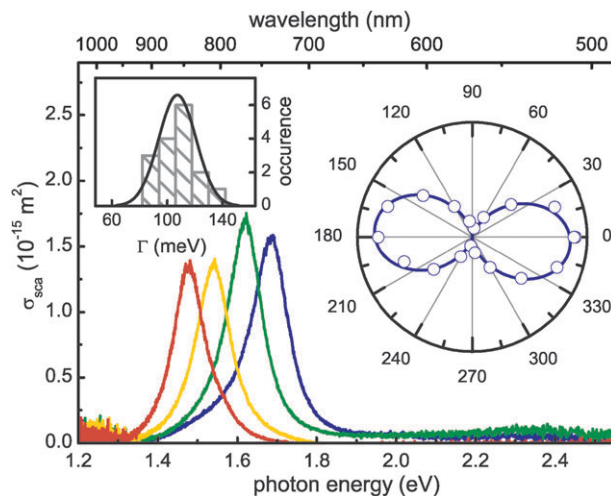 wavelength (nm)
1000 900 800 700 600 500
2.5
2.0
1.5
1.0
0.5
0.0
σsca (10⁻¹⁵ m²)
6
4
2
0
occurence
60 100 140
Γ (meV)
90
120 60
150 30
180 0
210 330
240 300
270
1.2 1.4 1.6 1.8 2.0 2.2 2.4
photon energy (eV)